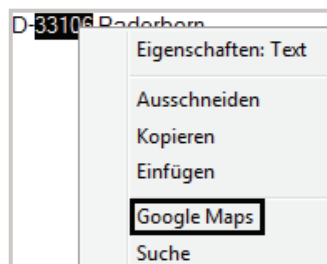 D-33106 Paderborn
Eigenschaften: Text
Ausschneiden
Kopieren
Einfügen
Google Maps
Suche